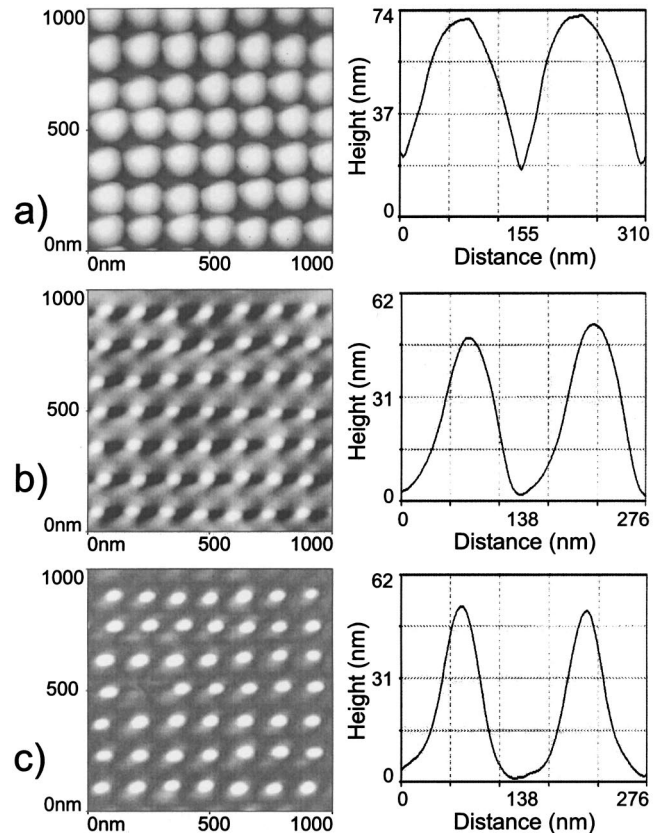 1000
500
0nm
a)
0nm 500 1000
74
37
0
Height (nm)
0 155 310
Distance (nm)
1000
500
0nm
b)
0nm 500 1000
62
31
0
Height (nm)
0 138 276
Distance (nm)
1000
500
0nm
c)
0nm 500 1000
62
31
0
Height (nm)
0 138 276
Distance (nm)